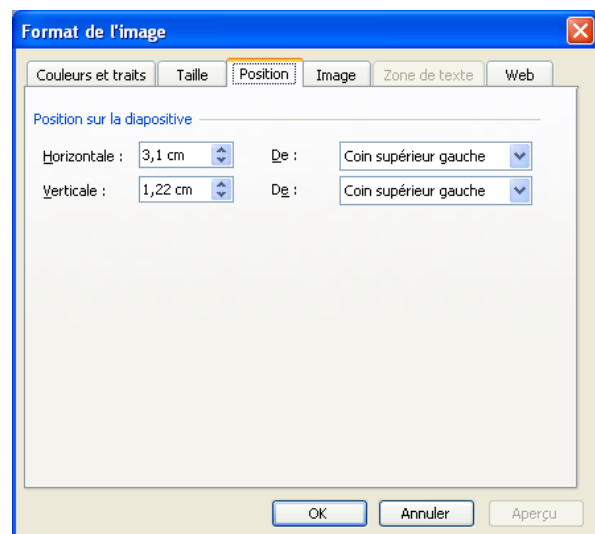 Format de l'image
Couleurs et traits Taille Position Image Zone de texte Web
Position sur la diapositive
Horizontale : 3,1 cm De : Coin supérieur gauche
Verticale : 1,22 cm De : Coin supérieur gauche
OK Annuler Aperçu